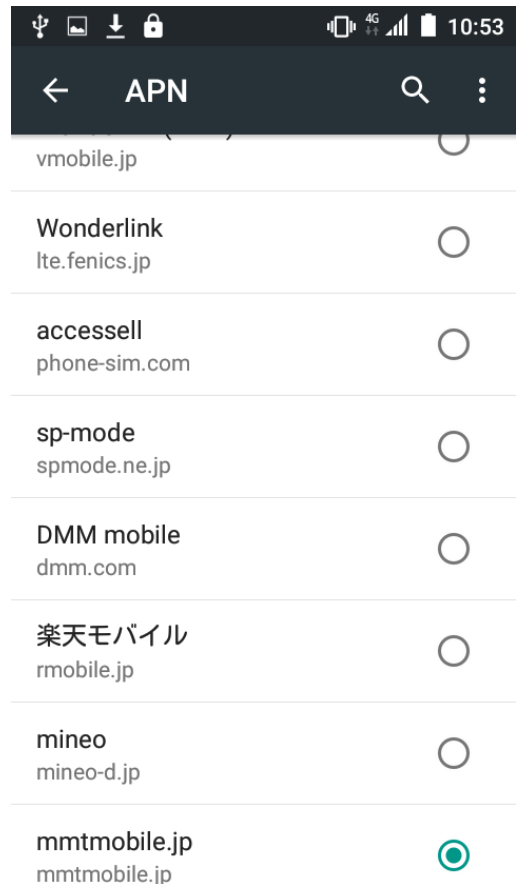 4G
10:53
APN
vmobile.jp
Wonderlink
lte.fenics.jp
accessell
phone-sim.com
sp-mode
spmode.ne.jp
DMM mobile
dmm.com
楽天モバイル
rmobile.jp
mineo
mineo-d.jp
mmtmobile.jp
mmtmobile.jp